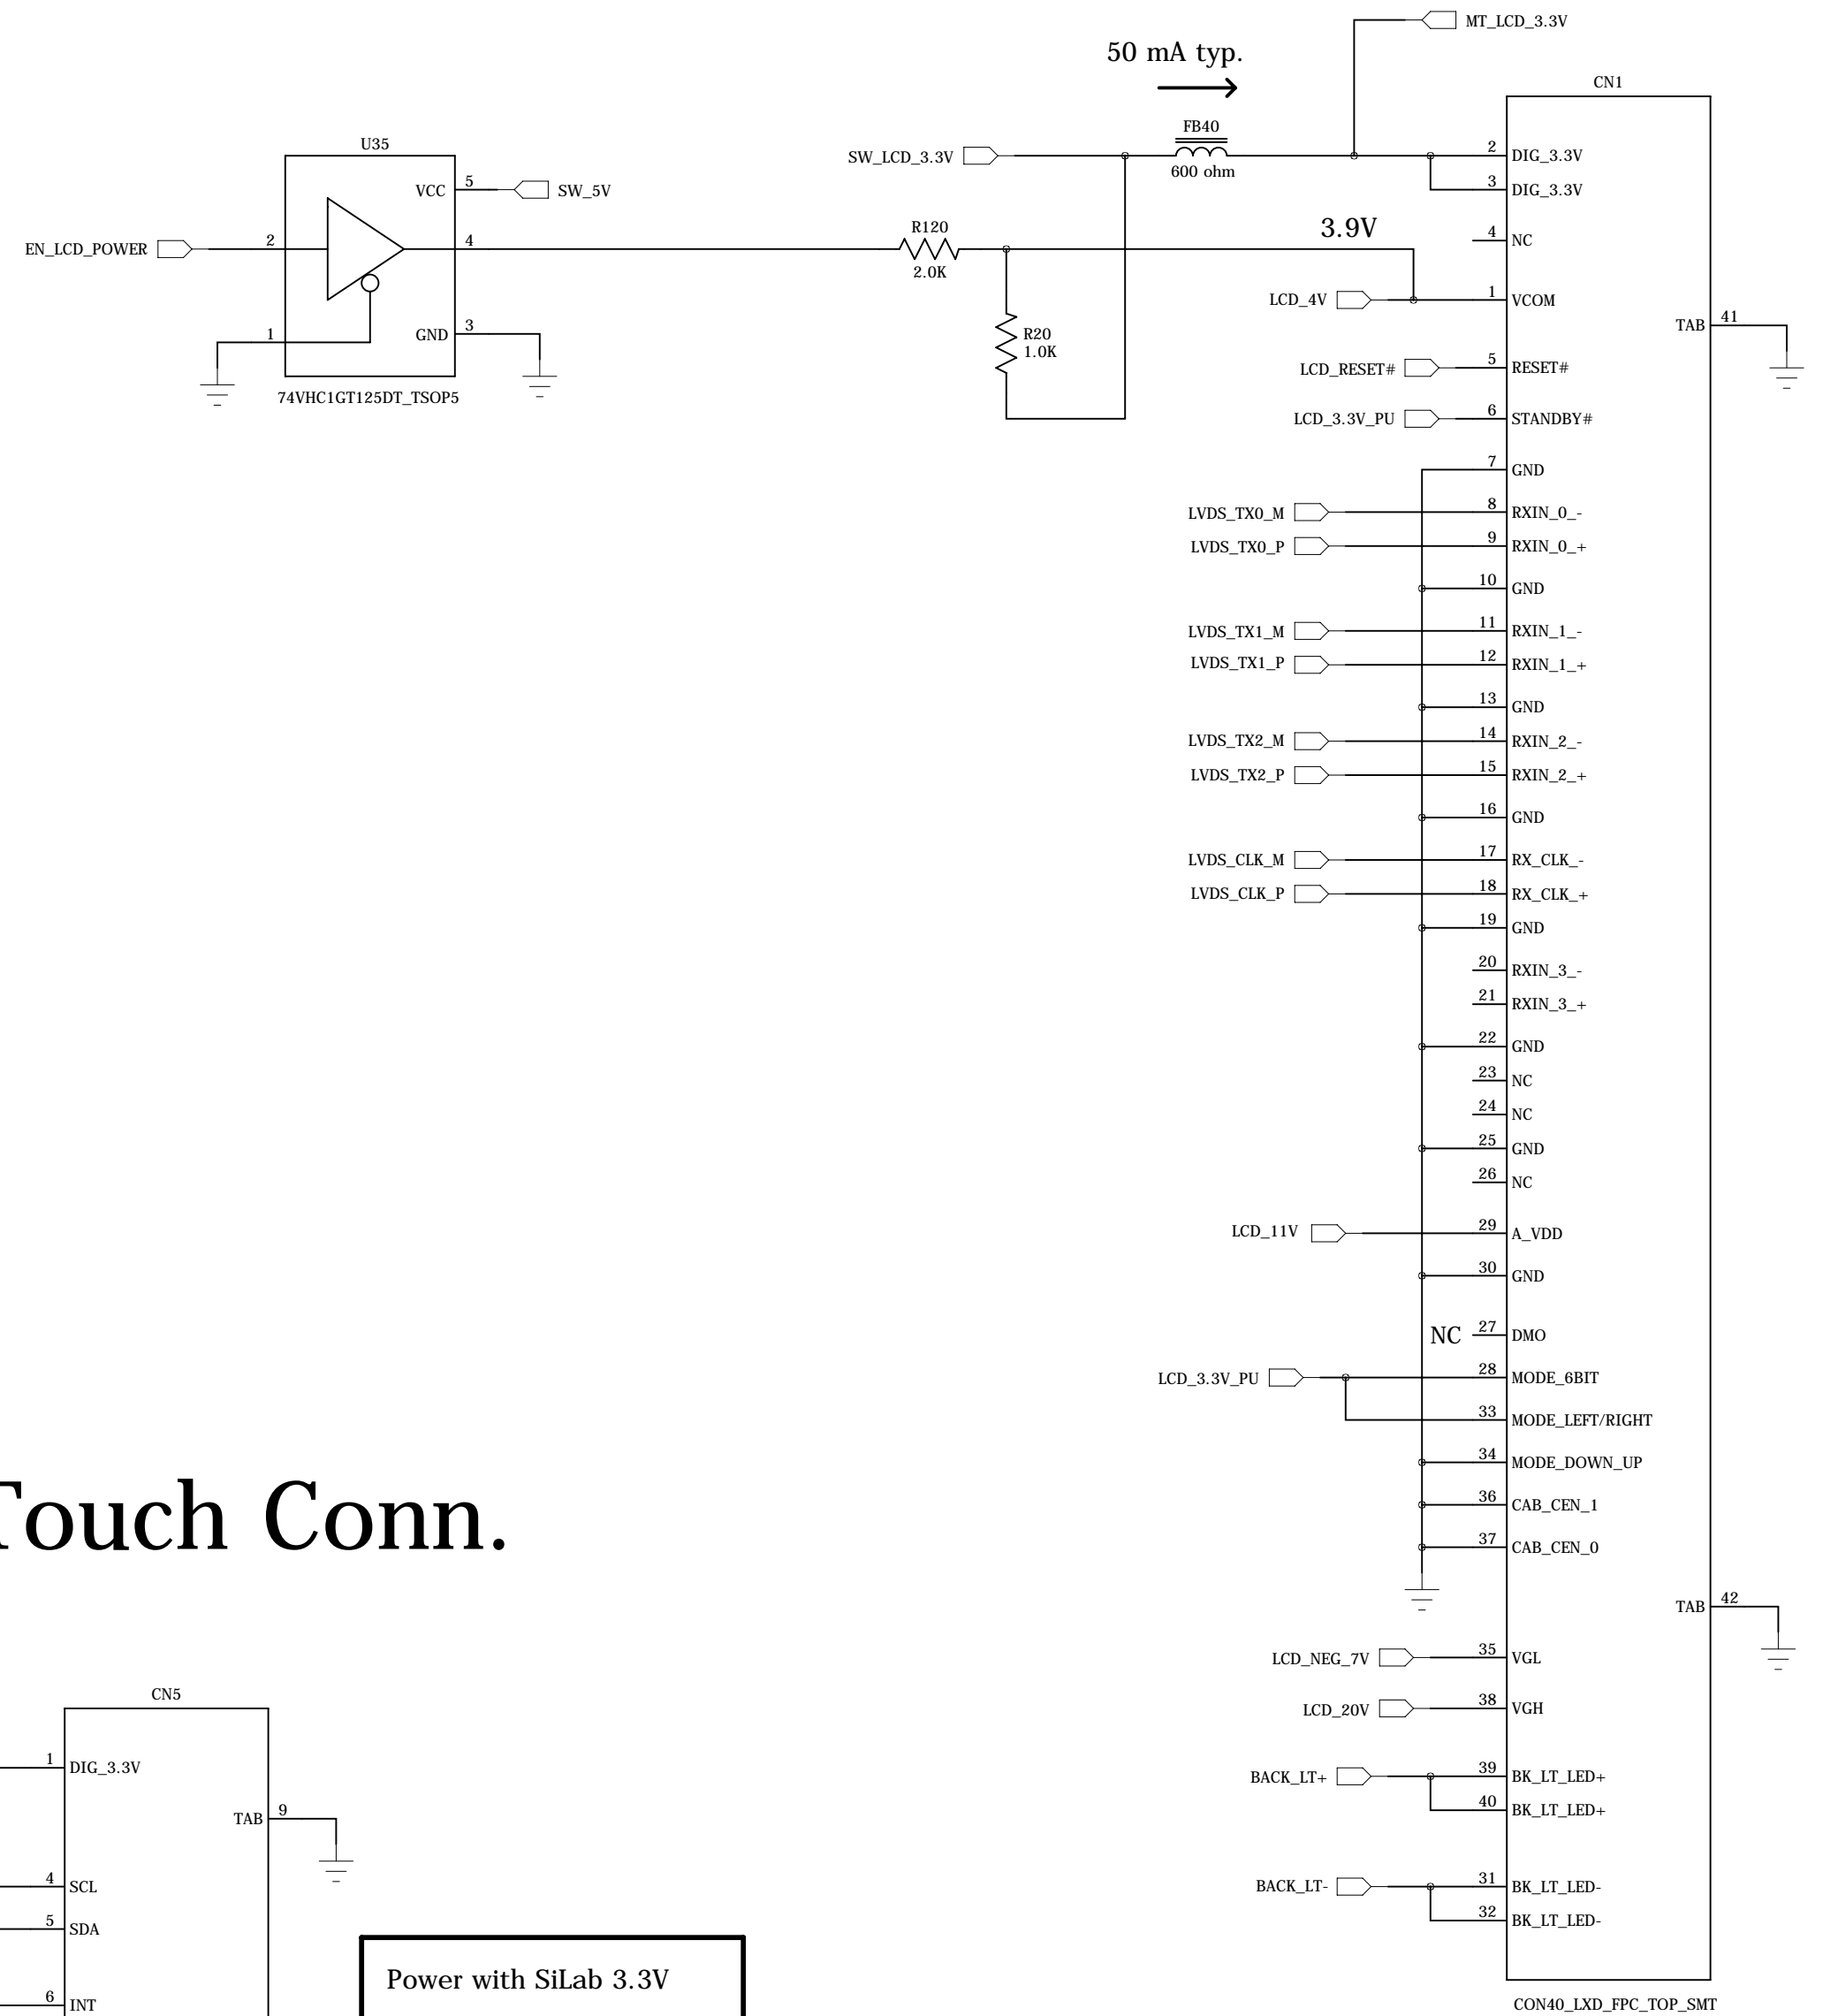 MT_LCD_3.3V
50 mA typ.
CN1
U35
FB40
SW_LCD_3.3V
600 ohm
2 DIG_3.3V
3 DIG_3.3V
VCC 5 SW_5V
EN_LCD_POWER 2
4
R120
2.0K
3.9V
4 NC
LCD_4V 1 VCOM
1
GND 3
R20
1.0K
TAB 41
LCD_RESET# 5 RESET#
74VHC1GT125DT_TSOP5
LCD_3.3V_PU 6 STANDBY#
7 GND
LVDS_TX0_M 8 RXIN_0_-
LVDS_TX0_P 9 RXIN_0_+
10 GND
LVDS_TX1_M 11 RXIN_1_-
LVDS_TX1_P 12 RXIN_1_+
13 GND
LVDS_TX2_M 14 RXIN_2_-
LVDS_TX2_P 15 RXIN_2_+
16 GND
LVDS_CLK_M 17 RX_CLK_-
LVDS_CLK_P 18 RX_CLK_+
19 GND
20 RXIN_3_-
21 RXIN_3_+
22 GND
23 NC
24 NC
25 GND
26 NC
LCD_11V 29 A_VDD
30 GND
NC 27 DMO
LCD_3.3V_PU 28 MODE_6BIT
33 MODE_LEFT/RIGHT
34 MODE_DOWN_UP
36 CAB_CEN_1
37 CAB_CEN_0
Touch Conn.
TAB 42
LCD_NEG_7V 35 VGL
LCD_20V 38 VGH
BACK_LT+ 39 BK_LT_LED+
40 BK_LT_LED+
BACK_LT- 31 BK_LT_LED-
32 BK_LT_LED-
CON40_LXD_FPC_TOP_SMT
CN5
1 DIG_3.3V
TAB 9
4 SCL
5 SDA
6 INT
Power with SiLab 3.3V